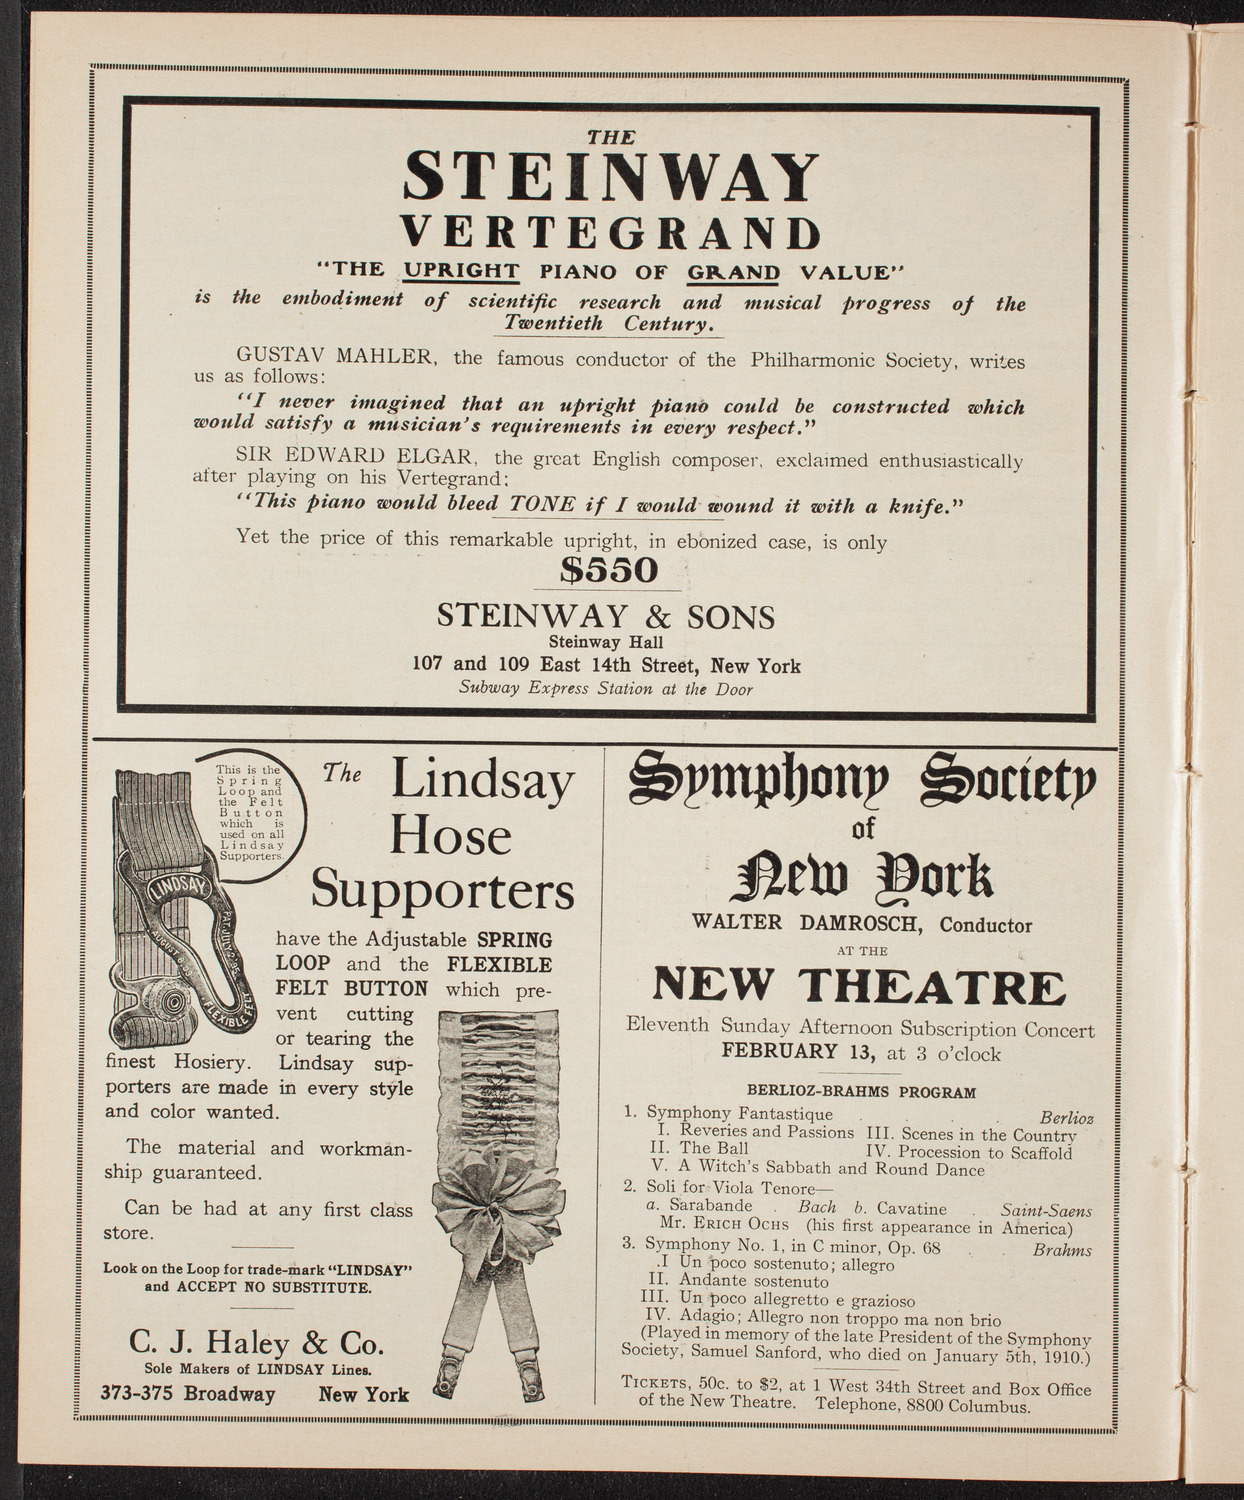 THE
STEINWAY
VERTEGRAND
"THE UPRIGHT PIANO OF GRAND VALUE"
is the embodiment of scientific research and musical progress of the
Twentieth Century.
GUSTAV MAHLER, the famous conductor of the Philharmonic Society, writes
us as follows:
"I never imagined that an upright piano could be constructed which
would satisfy a musician's requirements in every respect."
SIR EDWARD ELGAR, the great English composer, exclaimed enthusiastically
after playing on his Vertegrand:
"This piano would bleed TONE if I would wound it with a knife."
Yet the price of this remarkable upright, in ebonized case, is only
$550
STEINWAY & SONS
Steinway Hall
107 and 109 East 14th Street, New York
Subway Express Station at the Door
This is the
Spring
Loop and
the Felt
Button
which is
used on all
Lindsay
Supporters.
LINDSAY
FLEXIBLE FELT
The Lindsay
Hose
Supporters
have the Adjustable SPRING
LOOP and the FLEXIBLE
FELT BUTTON which pre-
vent cutting
or tearing the
finest Hosiery. Lindsay sup-
porters are made in every style
and color wanted.
The material and workman-
ship guaranteed.
Can be had at any first class
store.
Look on the Loop for trade-mark "LINDSAY"
and ACCEPT NO SUBSTITUTE.
C. J. Haley & Co.
Sole Makers of LINDSAY Lines.
373-375 Broadway New York
Symphony Society
of
New York
WALTER DAMROSCH, Conductor
AT THE
NEW THEATRE
Eleventh Sunday Afternoon Subscription Concert
FEBRUARY 13, at 3 o'clock
BERLIOZ-BRAHMS PROGRAM
1. Symphony Fantastique . . . . Berlioz
I. Reveries and Passions III. Scenes in the Country
II. The Ball IV. Procession to Scaffold
V. A Witch's Sabbath and Round Dance
2. Soli for Viola Tenore—
a. Sarabande . Bach b. Cavatine . Saint-Saens
Mr. ERICH OCHS (his first appearance in America)
3. Symphony No. 1, in C minor, Op. 68 . . Brahms
.I Un poco sostenuto; allegro
II. Andante sostenuto
III. Un poco allegretto e grazioso
IV. Adagio; Allegro non troppo ma non brio
(Played in memory of the late President of the Symphony
Society, Samuel Sanford, who died on January 5th, 1910.)
TICKETS, 50c. to $2, at 1 West 34th Street and Box Office
of the New Theatre. Telephone, 8800 Columbus.